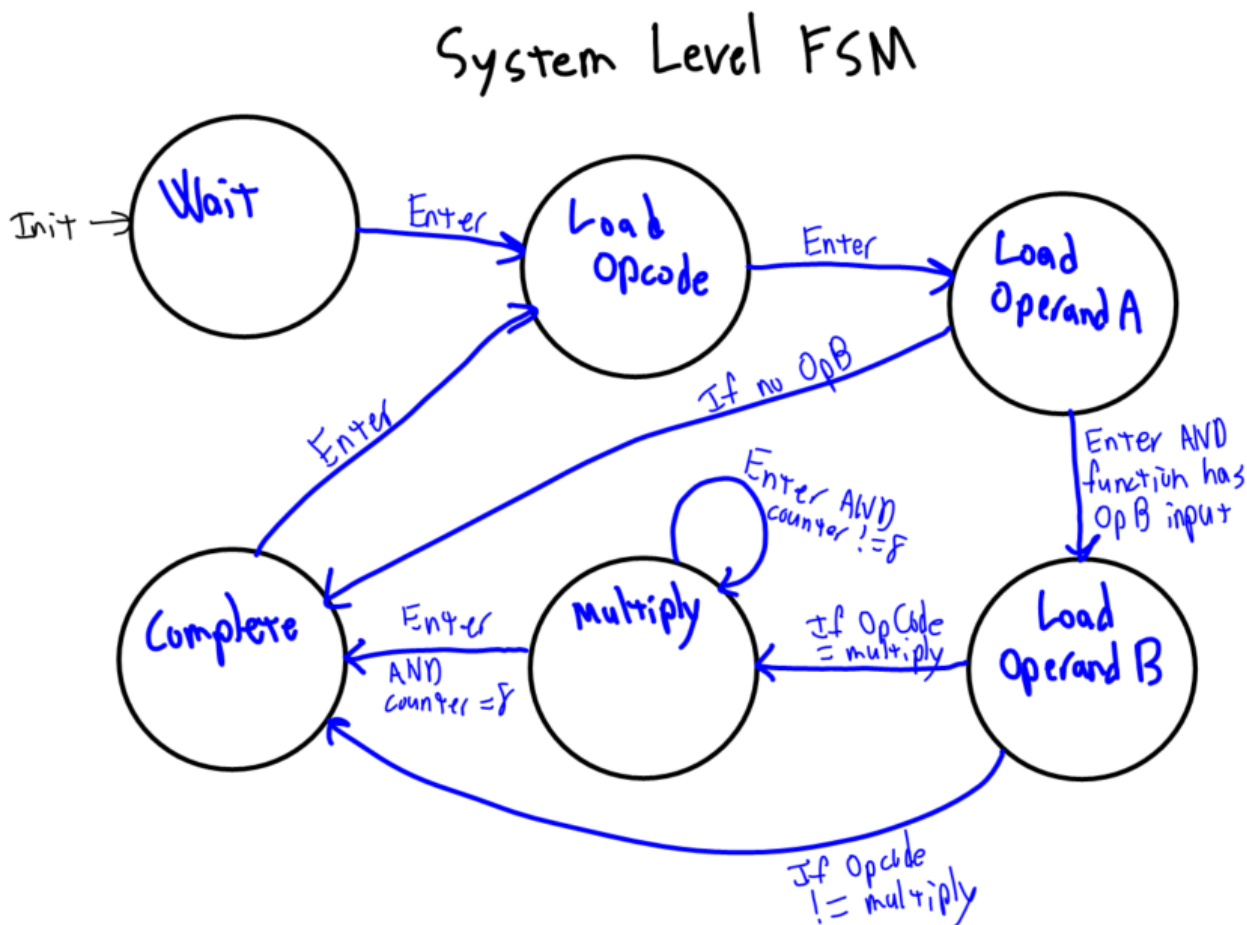 System Level FSM
Init
Wait
Enter
Load
Opcode
Enter
Load
Operand A
If no OpB
Enter AND
function has
OpB input
Enter
Enter AND
counter !=8
Complete
Enter
AND
counter =8
Multiply
If OpCode
= multiply
Load
Operand B
If Opcode
!= multiply